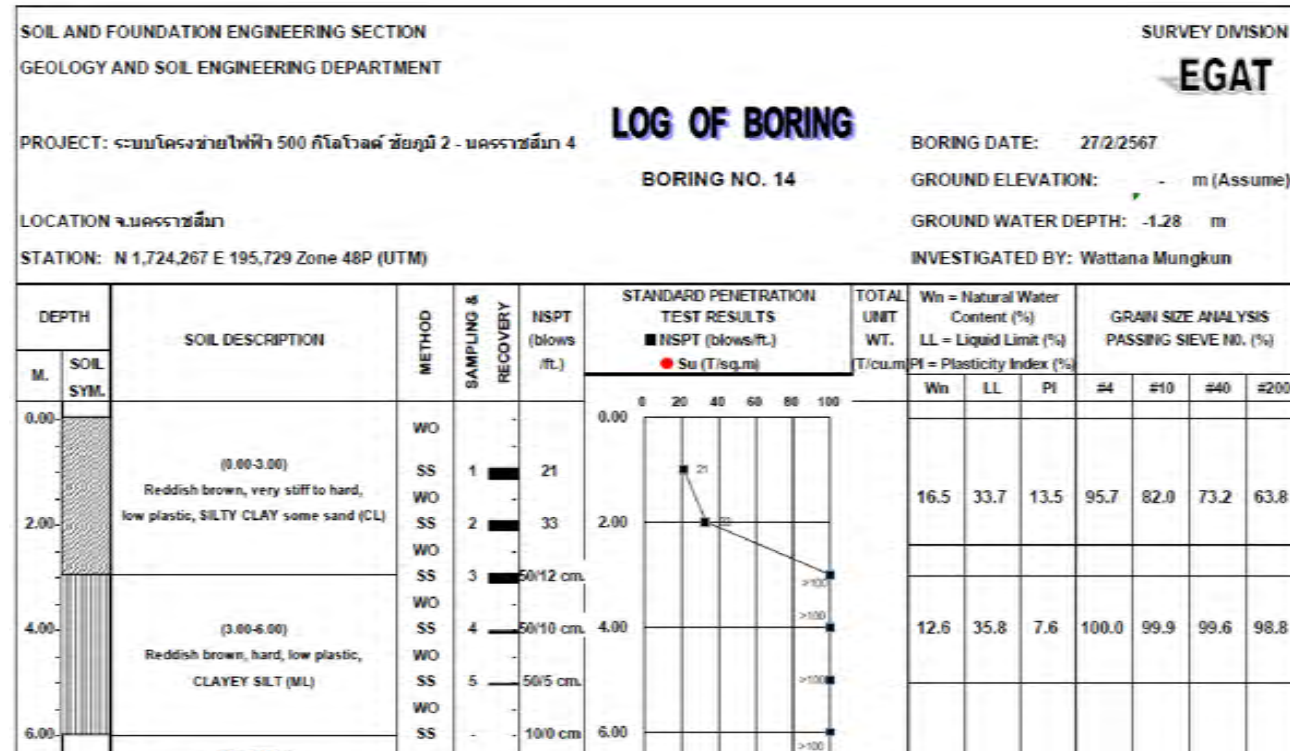 SOIL AND FOUNDATION ENGINEERING SECTION
SURVEY DIVISION
GEOLOGY AND SOIL ENGINEERING DEPARTMENT
EGAT
LOG OF BORING
PROJECT: ระบบโครงข่ายไฟฟ้า 500 กิโลโวลต์ ชัยภูมิ 2 - นครราชสีมา 4
BORING DATE: 27/2/2567
BORING NO. 14
GROUND ELEVATION: - m (Assume)
LOCATION จ.นครราชสีมา
GROUND WATER DEPTH: -1.28 m
STATION: N 1,724,267 E 195,729 Zone 48P (UTM)
INVESTIGATED BY: Wattana Mungkun
DEPTH
M.
SOIL SYM.
SOIL DESCRIPTION
METHOD
SAMPLING & RECOVERY
NSPT
(blows
/ft.)
STANDARD PENETRATION
TEST RESULTS
NSPT (blows/ft.)
Su (T/sq.m)
TOTAL
UNIT
WT.
(T/cu.m)
Wn = Natural Water
Content (%)
LL = Liquid Limit (%)
PI = Plasticity Index (%)
GRAIN SIZE ANALYSIS
PASSING SIEVE NO. (%)
Wn LL PI #4 #10 #40 #200
0 20 40 60 80 100
0.00 0.00
WO
(0.00-3.00)
SS 1 21 21
Reddish brown, very stiff to hard,
WO 16.5 33.7 13.5 95.7 82.0 73.2 63.8
low plastic, SILTY CLAY some sand (CL)
2.00 SS 2 33 2.00 33
WO
SS 3 50/12 cm. >100
WO >100
4.00 (3.00-6.00) SS 4 50/10 cm. 4.00 12.6 35.8 7.6 100.0 99.9 99.6 98.8
Reddish brown, hard, low plastic, WO
CLAYEY SILT (ML) SS 5 50/5 cm. >100
WO
6.00 SS - 10/0 cm 6.00 >100